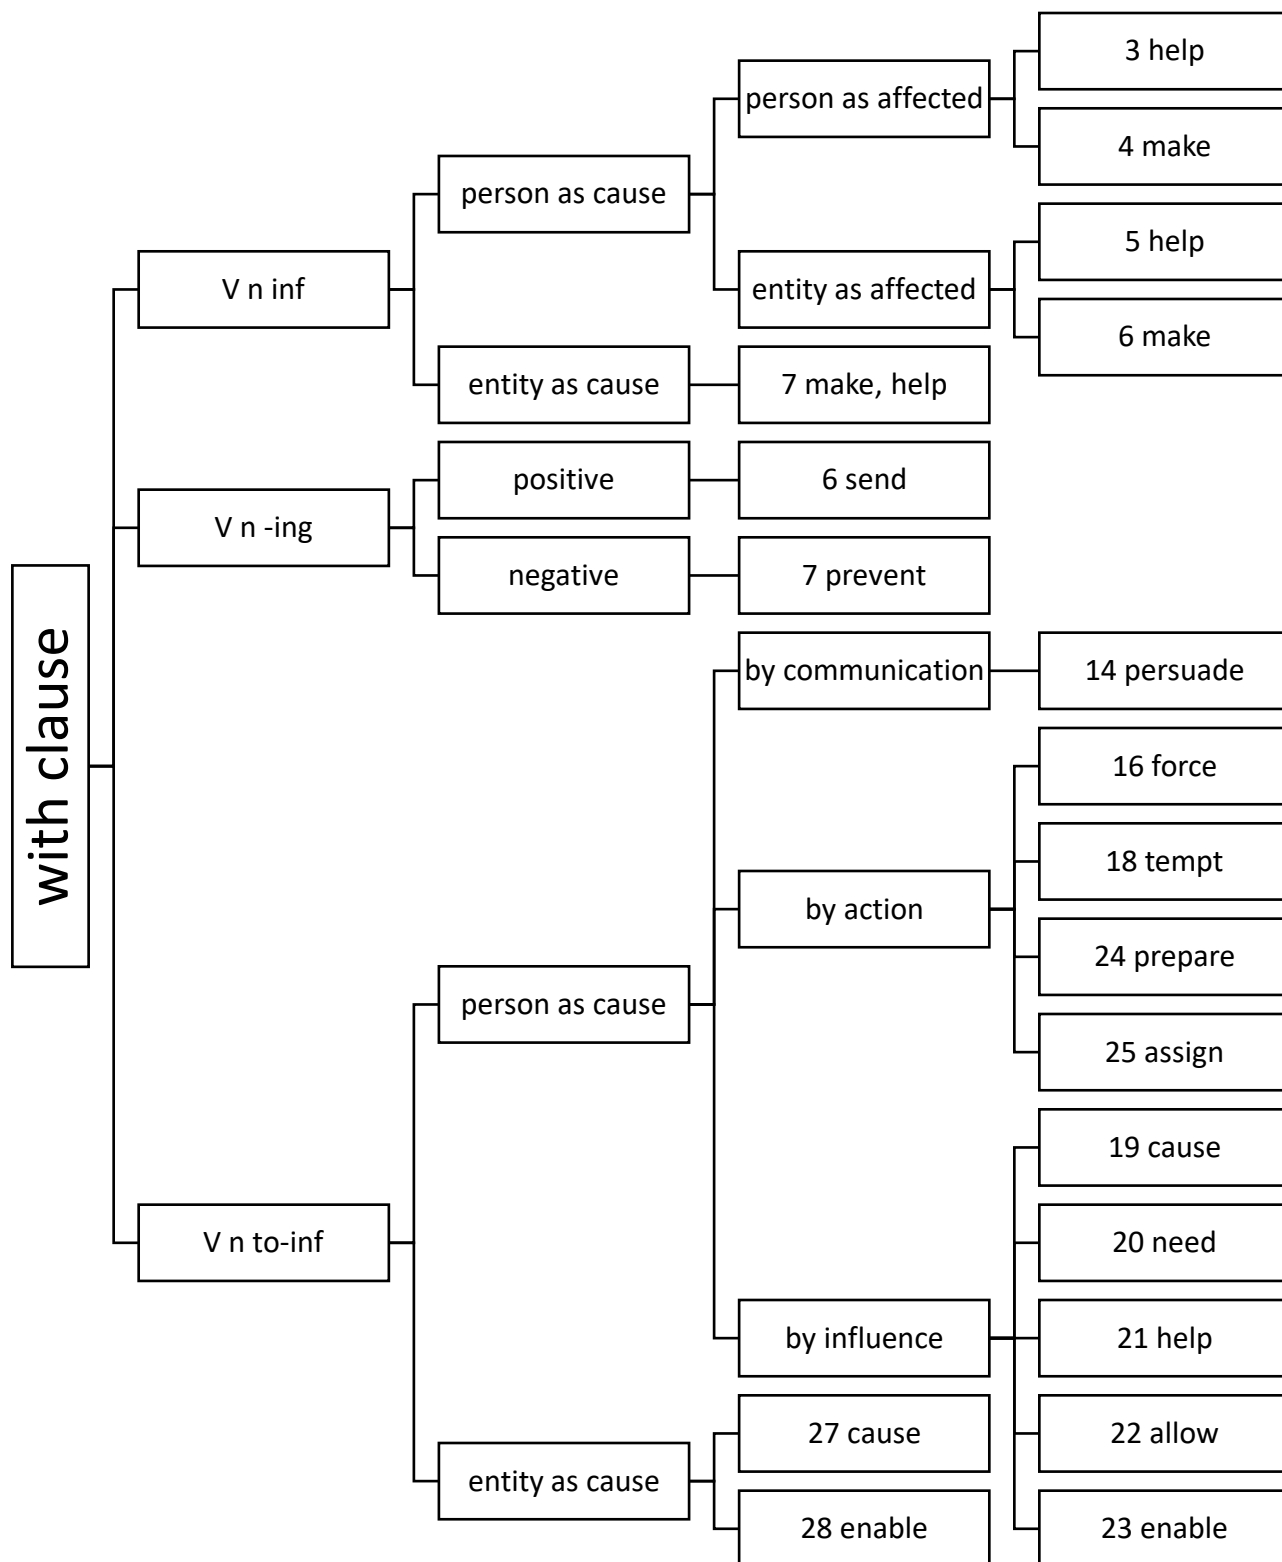 with clause
V n inf
person as cause
person as affected
3 help
4 make
entity as affected
5 help
6 make
entity as cause
7 make, help
V n -ing
positive
6 send
negative
7 prevent
V n to-inf
person as cause
by communication
14 persuade
by action
16 force
18 tempt
24 prepare
25 assign
by influence
19 cause
20 need
21 help
22 allow
23 enable
entity as cause
27 cause
28 enable